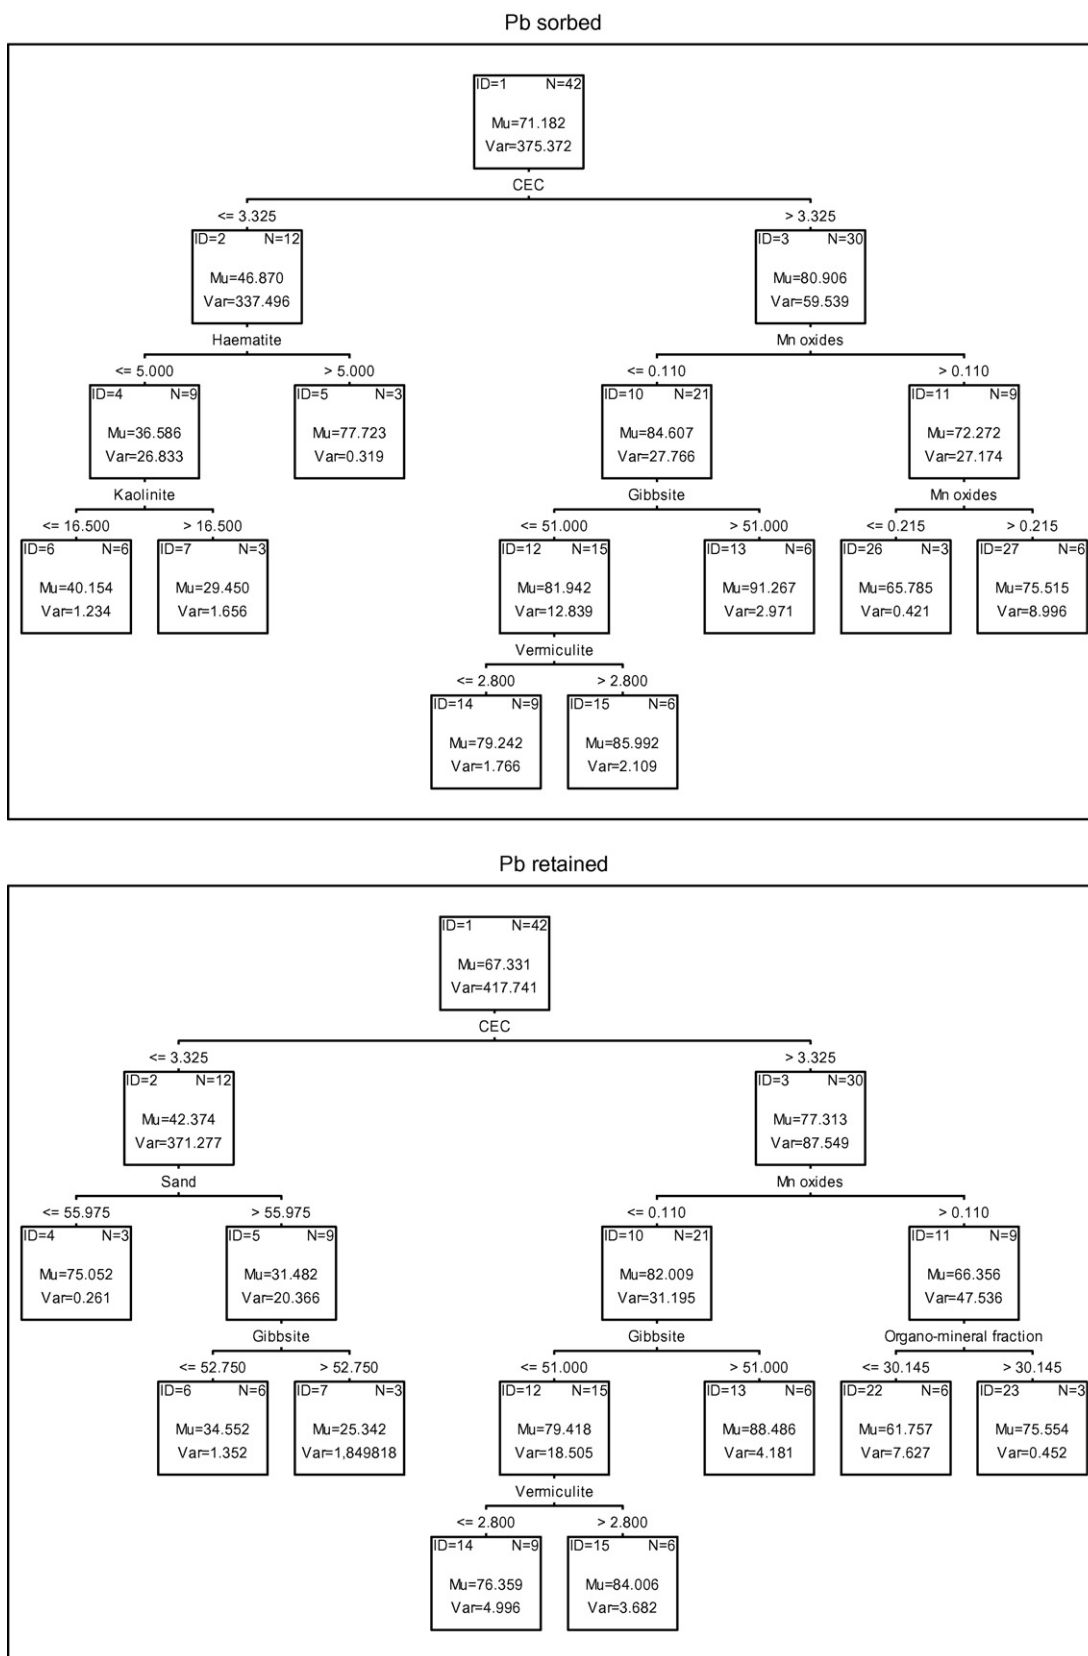 Pb sorbed
ID=1 N=42
Mu=71.182
Var=375.372
CEC
<= 3.325
> 3.325
ID=2 N=12
Mu=46.870
Var=337.496
Haematite
ID=3 N=30
Mu=80.906
Var=59.539
Mn oxides
<= 5.000
> 5.000
<= 0.110
> 0.110
ID=4 N=9
Mu=36.586
Var=26.833
Kaolinite
ID=5 N=3
Mu=77.723
Var=0.319
ID=10 N=21
Mu=84.607
Var=27.766
Gibbsite
ID=11 N=9
Mu=72.272
Var=27.174
Mn oxides
<= 16.500
> 16.500
<= 51.000
> 51.000
<= 0.215
> 0.215
ID=6 N=6
Mu=40.154
Var=1.234
ID=7 N=3
Mu=29.450
Var=1.656
ID=12 N=15
Mu=81.942
Var=12.839
Vermiculite
ID=13 N=6
Mu=91.267
Var=2.971
ID=26 N=3
Mu=65.785
Var=0.421
ID=27 N=6
Mu=75.515
Var=8.996
<= 2.800
> 2.800
ID=14 N=9
Mu=79.242
Var=1.766
ID=15 N=6
Mu=85.992
Var=2.109
Pb retained
ID=1 N=42
Mu=67.331
Var=417.741
CEC
<= 3.325
> 3.325
ID=2 N=12
Mu=42.374
Var=371.277
Sand
ID=3 N=30
Mu=77.313
Var=87.549
Mn oxides
<= 55.975
> 55.975
<= 0.110
> 0.110
ID=4 N=3
Mu=75.052
Var=0.261
ID=5 N=9
Mu=31.482
Var=20.366
Gibbsite
ID=10 N=21
Mu=82.009
Var=31.195
Gibbsite
ID=11 N=9
Mu=66.356
Var=47.536
Organo-mineral fraction
<= 52.750
> 52.750
<= 51.000
> 51.000
<= 30.145
> 30.145
ID=6 N=6
Mu=34.552
Var=1.352
ID=7 N=3
Mu=25.342
Var=1,849818
ID=12 N=15
Mu=79.418
Var=18.505
Vermiculite
ID=13 N=6
Mu=88.486
Var=4.181
ID=22 N=6
Mu=61.757
Var=7.627
ID=23 N=3
Mu=75.554
Var=0.452
<= 2.800
> 2.800
ID=14 N=9
Mu=76.359
Var=4.996
ID=15 N=6
Mu=84.006
Var=3.682